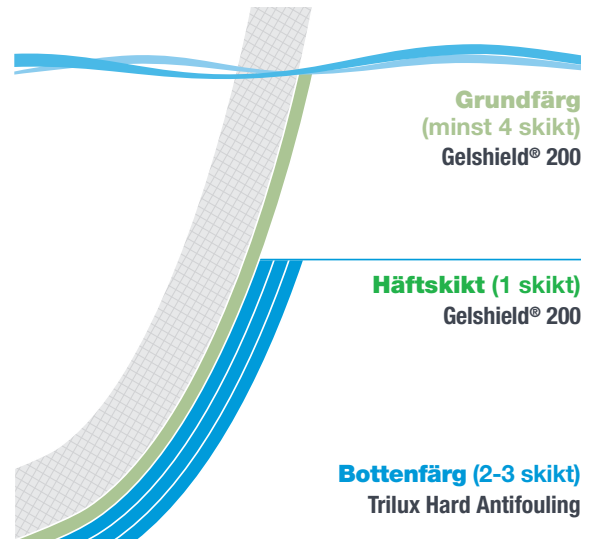 Grundfärg
(minst 4 skikt)
Gelshield® 200
Häftskikt (1 skikt)
Gelshield® 200
Bottenfärg (2-3 skikt)
Trilux Hard Antifouling